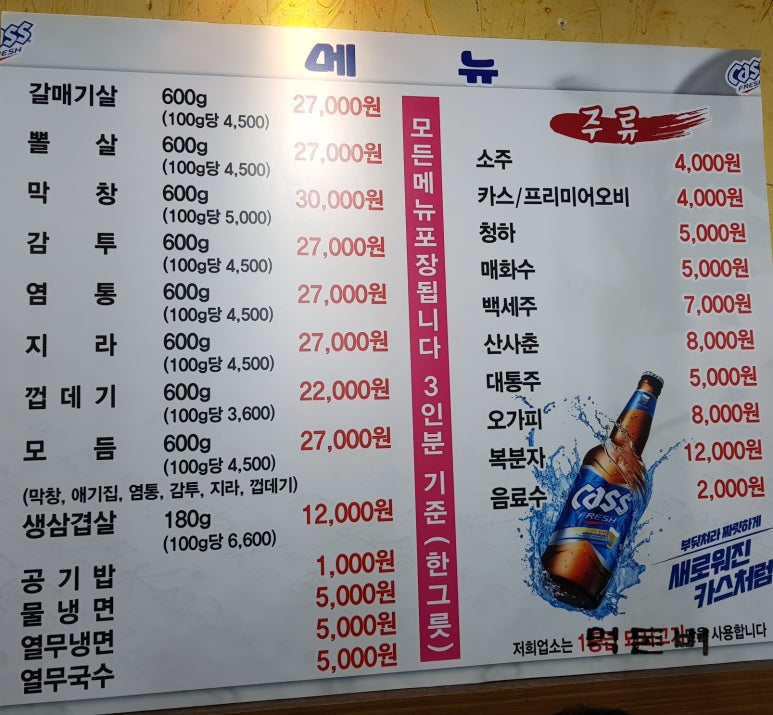 Cass
FRESH
메뉴
Cass
FRESH
갈매기살 600g 27,000원
(100g당 4,500)
뽈살 600g 27,000원
(100g당 4,500)
막창 600g 30,000원
(100g당 5,000)
감투 600g 27,000원
(100g당 4,500)
염통 600g 27,000원
(100g당 4,500)
지라 600g 27,000원
(100g당 4,500)
껍데기 600g 22,000원
(100g당 3,600)
모듬 600g 27,000원
(100g당 4,500)
(막창, 애기집, 염통, 감투, 지라, 껍데기)
생삼겹살 180g 12,000원
(100g당 6,600)
공기밥 1,000원
물냉면 5,000원
열무냉면 5,000원
열무국수 5,000원
모든메뉴포장됩니다 3인분 기준 (한그릇)
주류
소주 4,000원
카스/프리미어오비 4,000원
청하 5,000원
매화수 5,000원
백세주 7,000원
산사춘 8,000원
대통주 5,000원
오가피 8,000원
복분자 12,000원
음료수 2,000원
Cass
FRESH
부딪쳐라 짜릿하게
새로워진
카스처럼
저희업소는 사용합니다